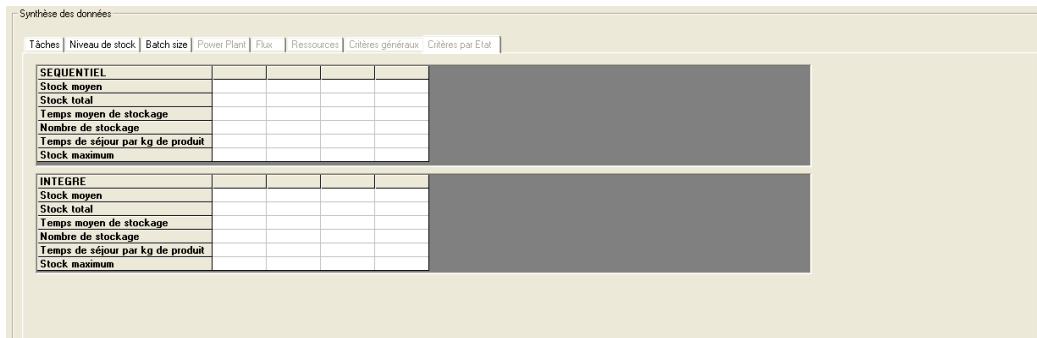 Synthèse des données
Tâches Niveau de stock Batch size Power Plant Flux Ressources Critères généraux Critères par Etat
SEQUENTIEL
Stock moyen
Stock total
Temps moyen de stockage
Nombre de stockage
Temps de séjour par kg de produit
Stock maximum
INTEGRE
Stock moyen
Stock total
Temps moyen de stockage
Nombre de stockage
Temps de séjour par kg de produit
Stock maximum